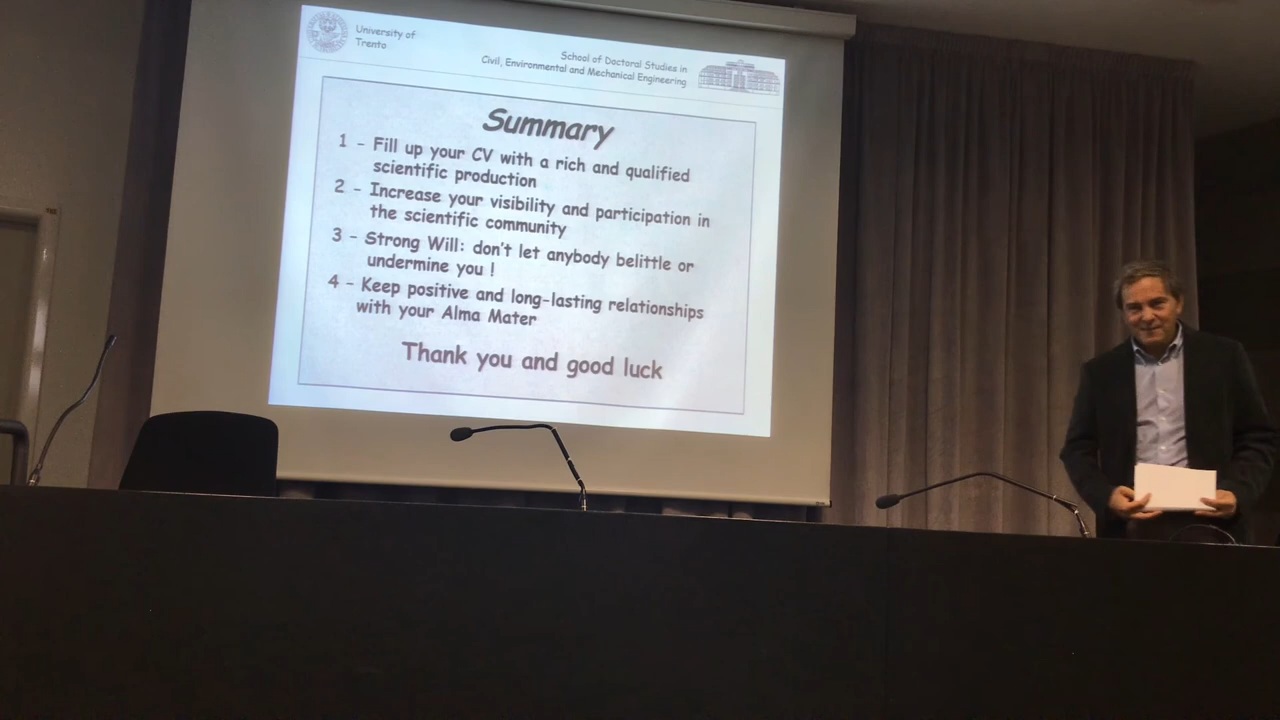 University of
Trento
School of Doctoral Studies in
Civil, Environmental and Mechanical Engineering
Summary
1 - Fill up your CV with a rich and qualified
scientific production
2 - Increase your visibility and participation in
the scientific community
3 - Strong Will: don't let anybody belittle or
undermine you !
4 - Keep positive and long-lasting relationships
with your Alma Mater
Thank you and good luck